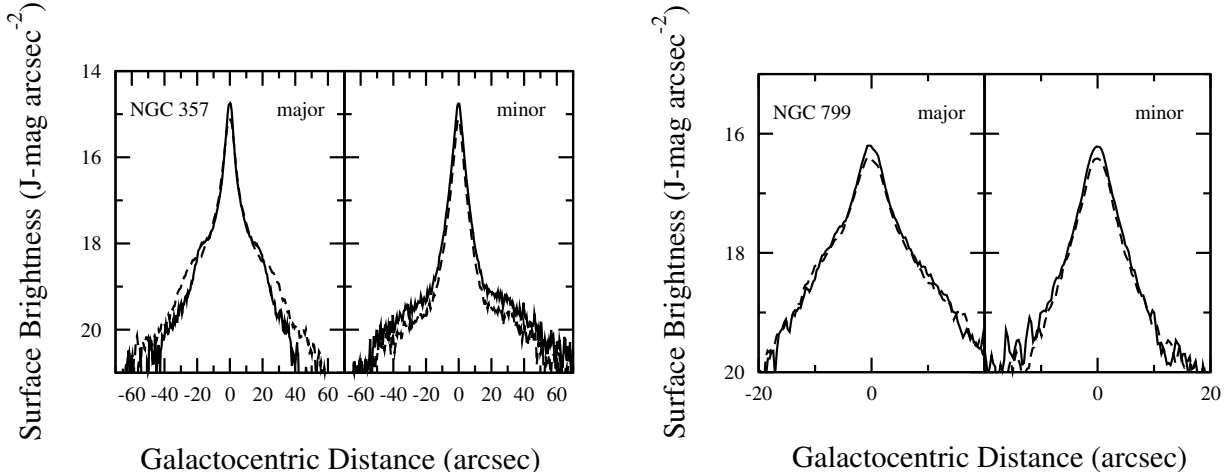 Surface Brightness (J-mag arcsec-2)
14
16
18
20
NGC 357
major
minor
-60 -40 -20 0 20 40 60
-60 -40 -20 0 20 40 60
Galactocentric Distance (arcsec)
Surface Brightness (J-mag arcsec-2)
16
18
20
NGC 799
major
minor
-20 0
0 20
Galactocentric Distance (arcsec)